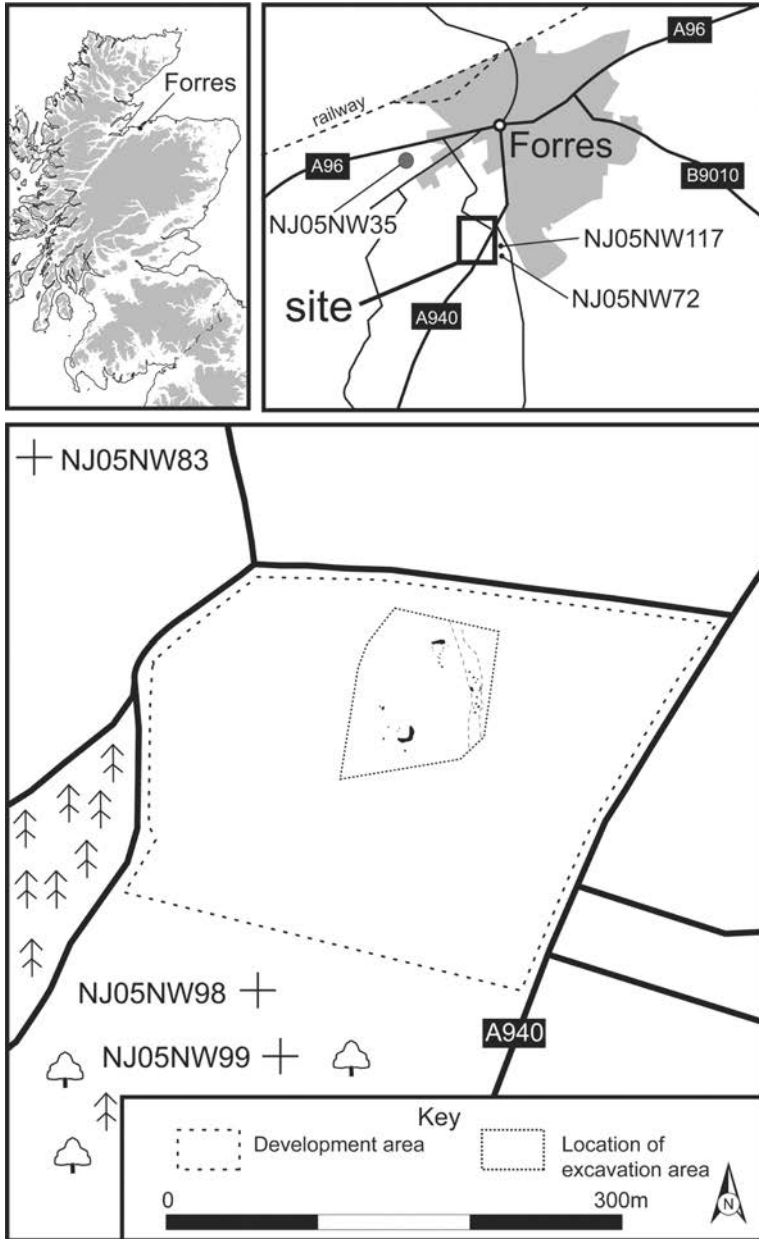 Forres
A96
railway
Forres
A96
B9010
NJ05NW35
NJ05NW117
NJ05NW72
site
A940
NJ05NW83
NJ05NW98
NJ05NW99
A940
Key
Development area
Location of
excavation area
0
300m
N